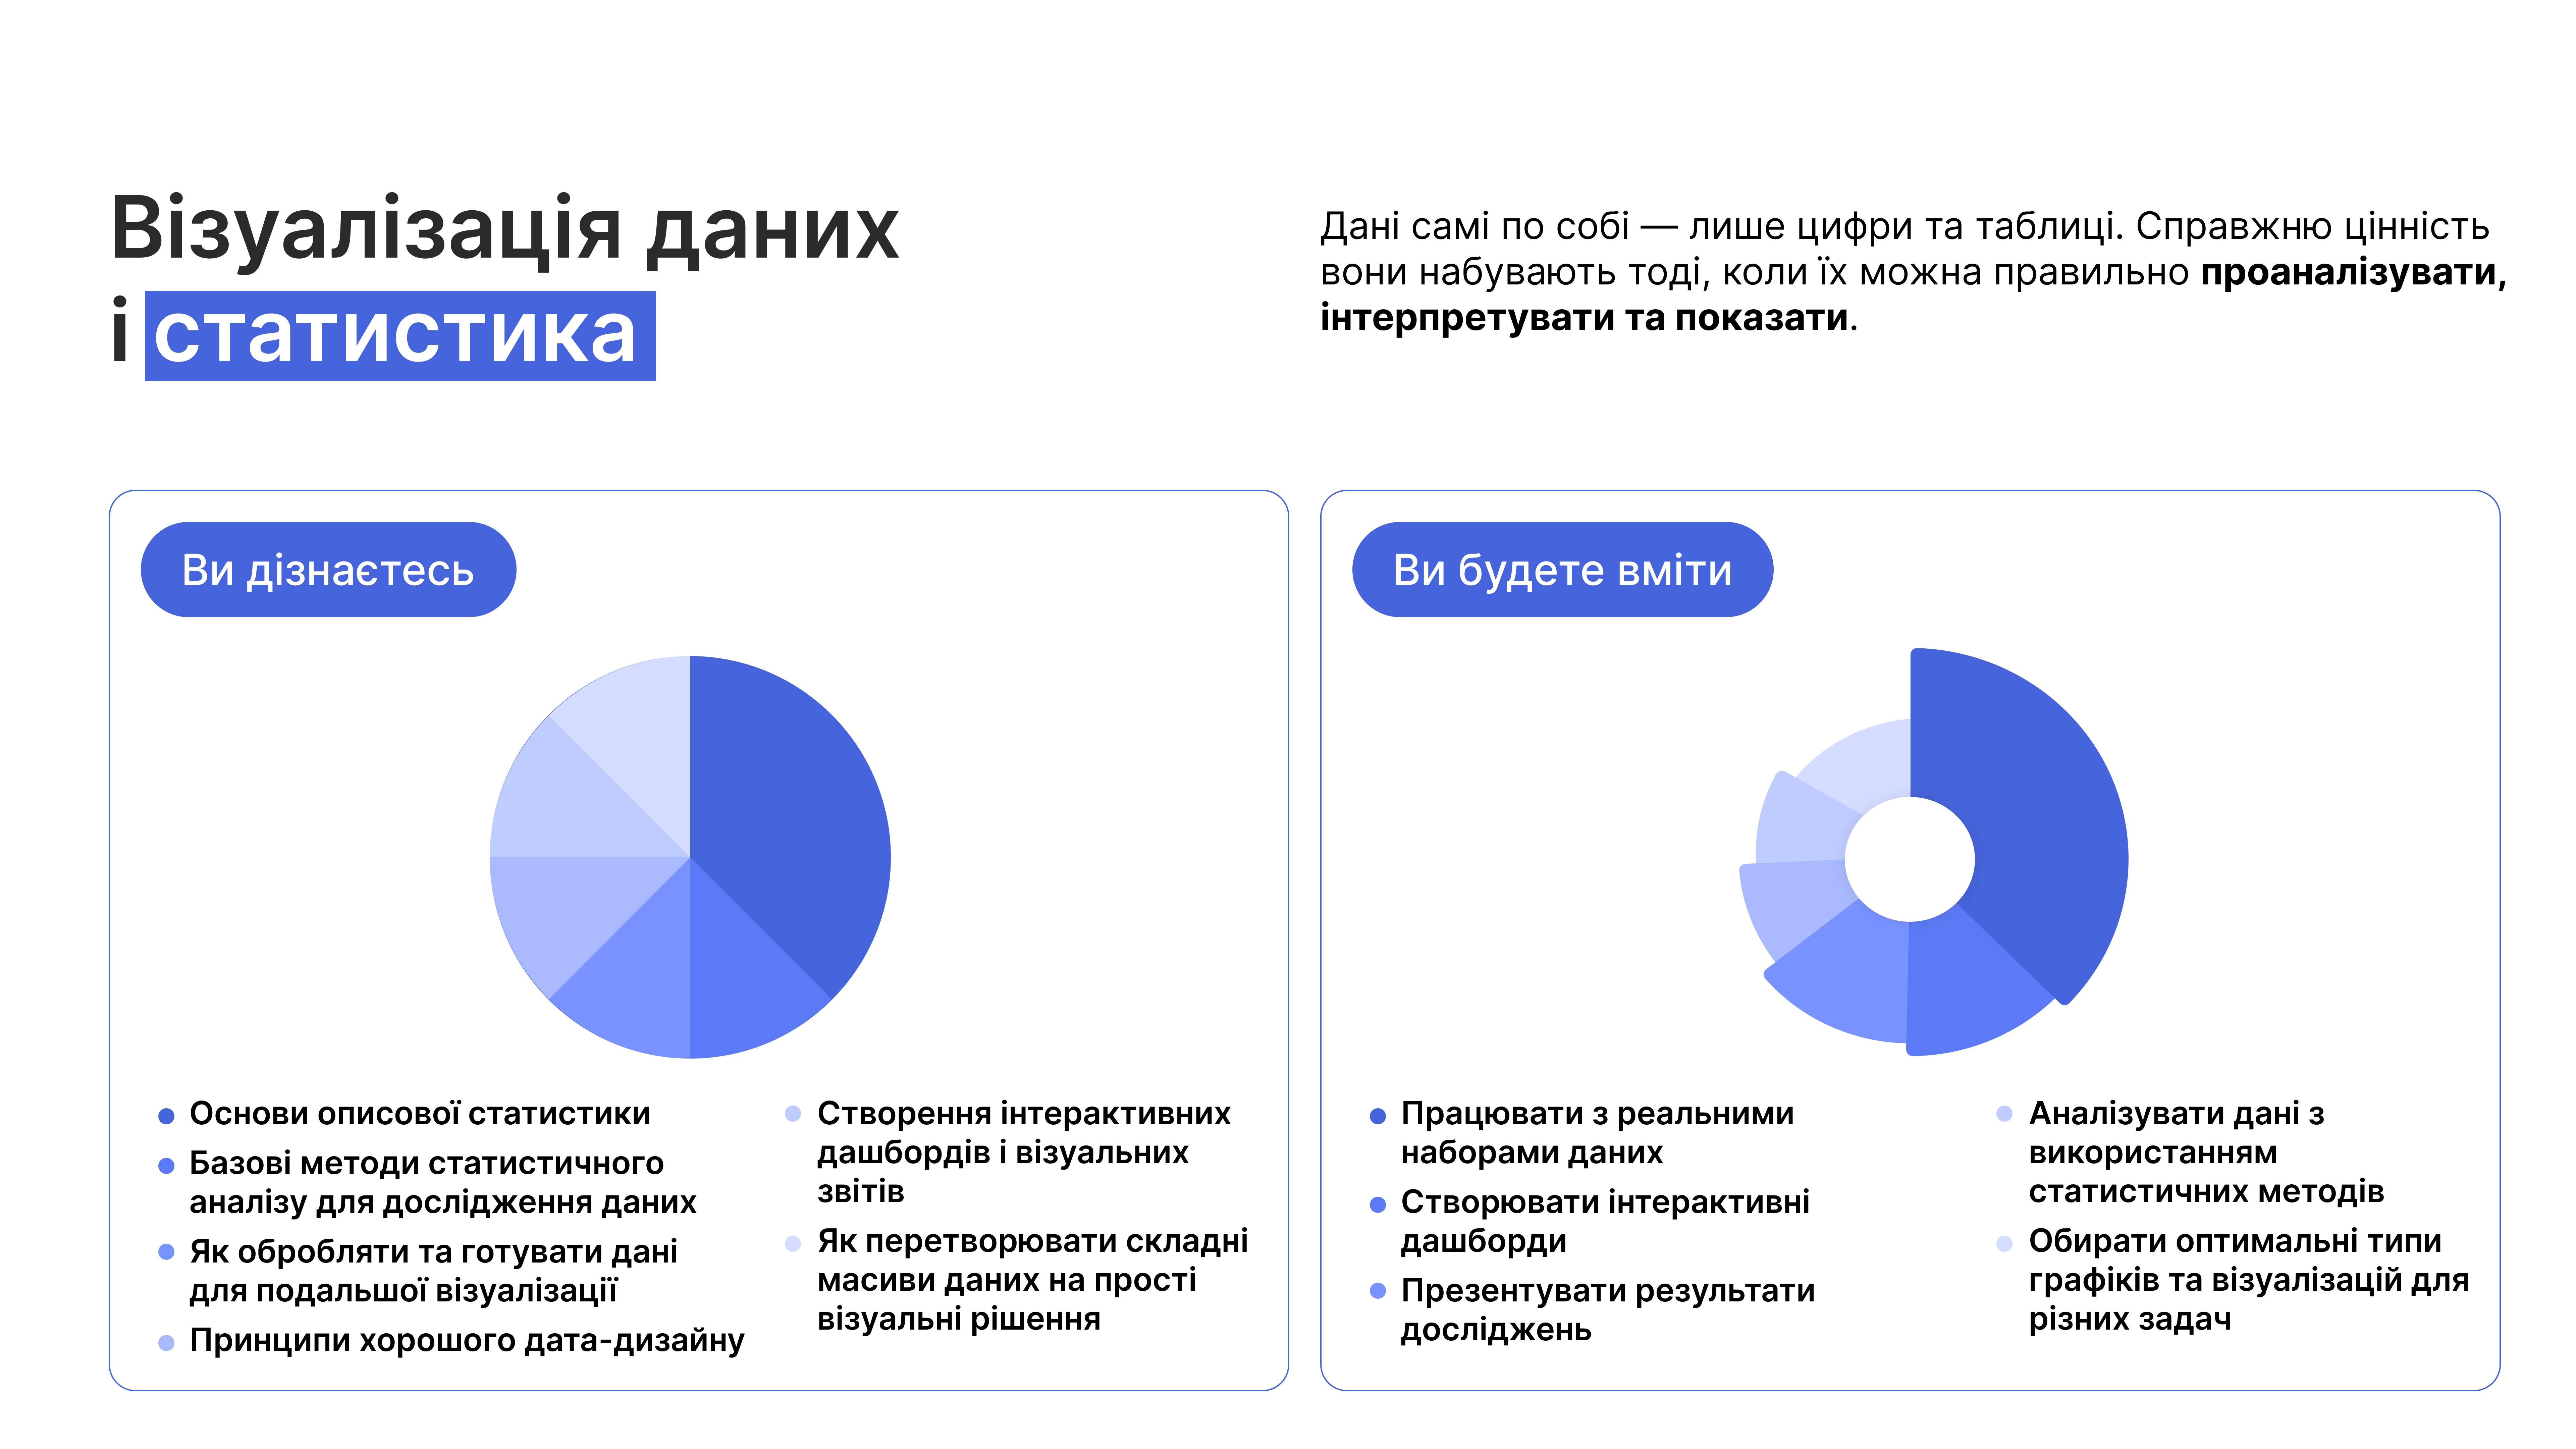 Візуалізація даних
і статистика
Дані самі по собі — лише цифри та таблиці. Справжню цінність
вони набувають тоді, коли їх можна правильно проаналізувати,
інтерпретувати та показати.
Ви дізнаєтесь
Основи описової статистики
Базові методи статистичного
аналізу для дослідження даних
Як обробляти та готувати дані
для подальшої візуалізації
Принципи хорошого дата-дизайну
Створення інтерактивних
дашбордів і візуальних
звітів
Як перетворювати складні
масиви даних на прості
візуальні рішення
Ви будете вміти
Працювати з реальними
наборами даних
Створювати інтерактивні
дашборди
Презентувати результати
досліджень
Аналізувати дані з
використанням
статистичних методів
Обирати оптимальні типи
графіків та візуалізацій для
різних задач